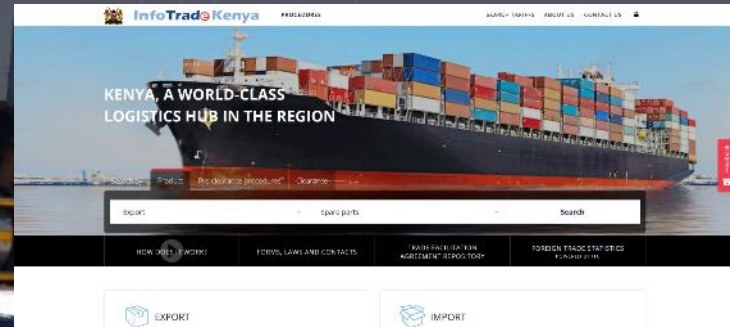 InfoTradeKenya
PROCEDURES
SEARCH TARIFFS ABOUT US CONTACT US
KENYA, A WORLD-CLASS
LOGISTICS HUB IN THE REGION
Search by Product Pre-clearance procedures Clearance
Export Spare parts Search
HOW DOES IT WORK? FORMS, LAWS AND CONTACTS TRADE FACILITATION
AGREEMENT REPOSITORY FOREIGN TRADE STATISTICS
EXPORT IMPORT